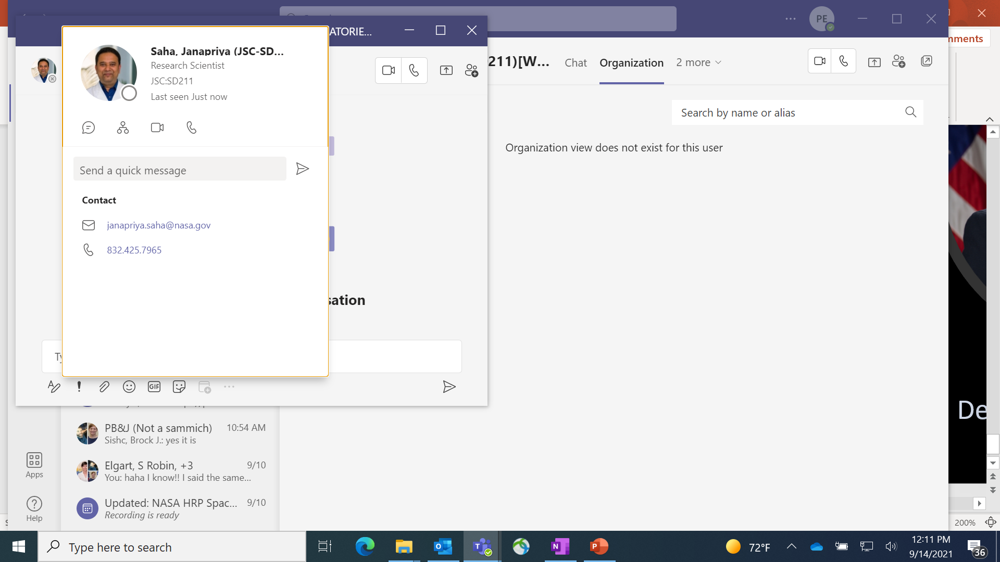 ATORIE...
PE
mments
Saha, Janapriya (JSC-SD...
Research Scientist
JSC:SD211
Last seen Just now
211)[W...
Chat
Organization
2 more
Search by name or alias
Organization view does not exist for this user
Send a quick message
Contact
janapriya.saha@nasa.gov
832.425.7965
sation
GIF
PB&J (Not a sammich) 10:54 AM
Sishc, Brock J.: yes it is
Elgart, S Robin, +3 9/10
You: haha I know!! I said the same...
Updated: NASA HRP Spac... 9/10
Recording is ready
Apps
Help
De
200%
Type here to search
72°F
12:11 PM
9/14/2021
36